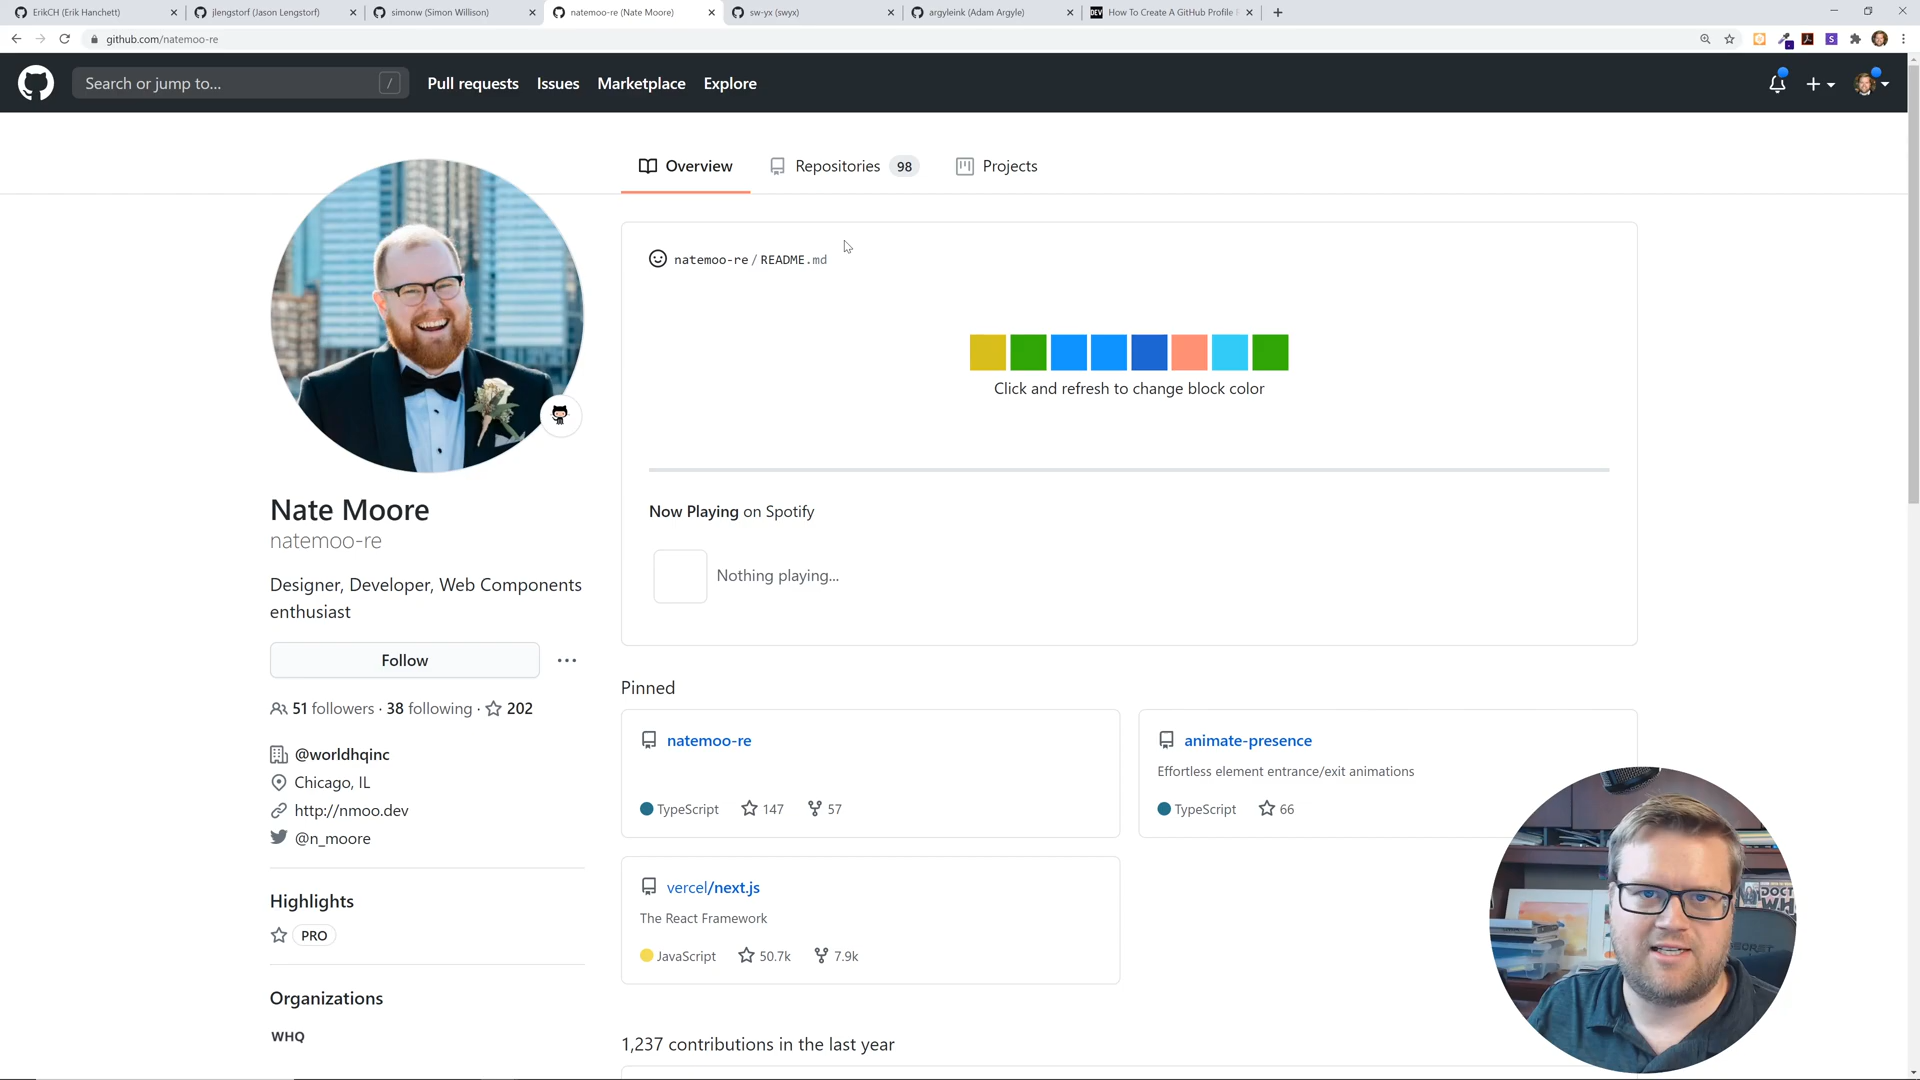 ErikCH (Erik Hanchett)
jlengstorf (Jason Lengstorf)
simonw (Simon Willison)
natemoo-re (Nate Moore)
sw-yx (swyx)
argyleink (Adam Argyle)
DEV How To Create A GitHub Profile
github.com/natemoo-re
Search or jump to... /
Pull requests
Issues
Marketplace
Explore
Overview
Repositories 98
Projects
natemoo-re / README.md
Click and refresh to change block color
Now Playing on Spotify
Nothing playing...
Nate Moore
natemoo-re
Designer, Developer, Web Components
enthusiast
Follow
51 followers · 38 following · 202
@worldhqinc
Chicago, IL
http://nmoo.dev
@n_moore
Highlights
PRO
Organizations
WHQ
Pinned
natemoo-re
TypeScript 147 57
animate-presence
Effortless element entrance/exit animations
TypeScript 66
vercel/next.js
The React Framework
JavaScript 50.7k 7.9k
1,237 contributions in the last year